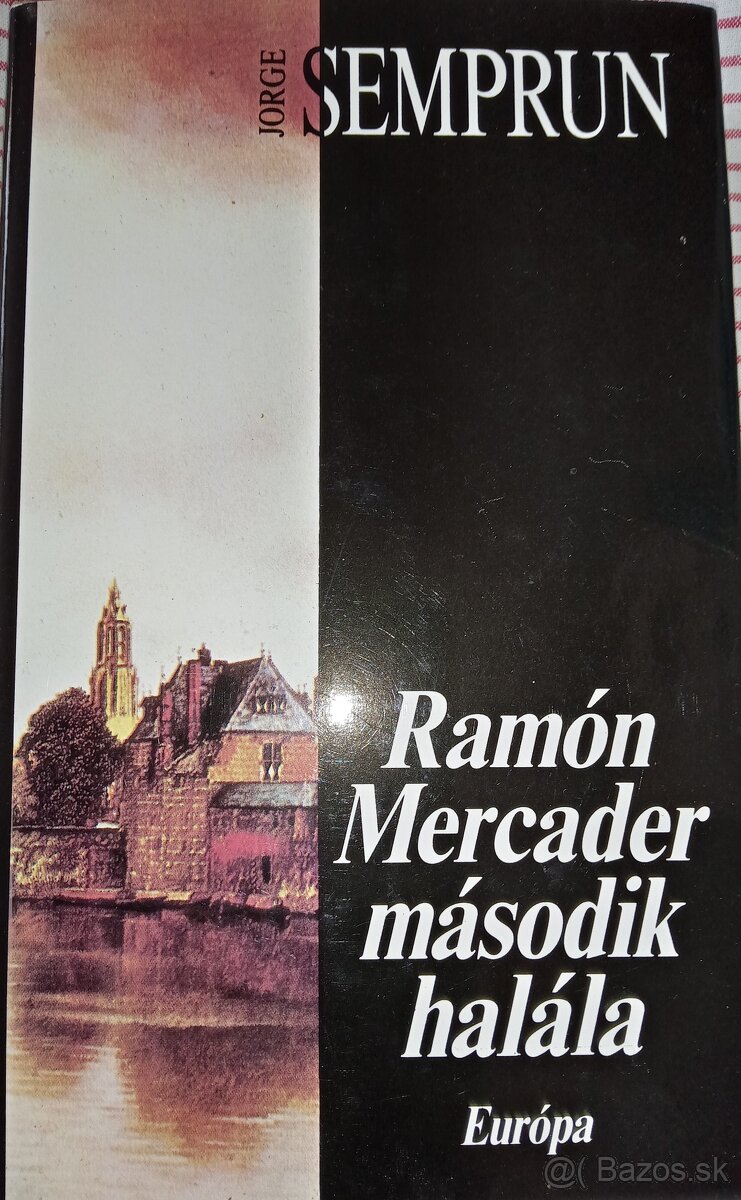 JORGE
SEMPRUN
Ramón
Mercader
második
halála
Európa
@( Bazos.sk